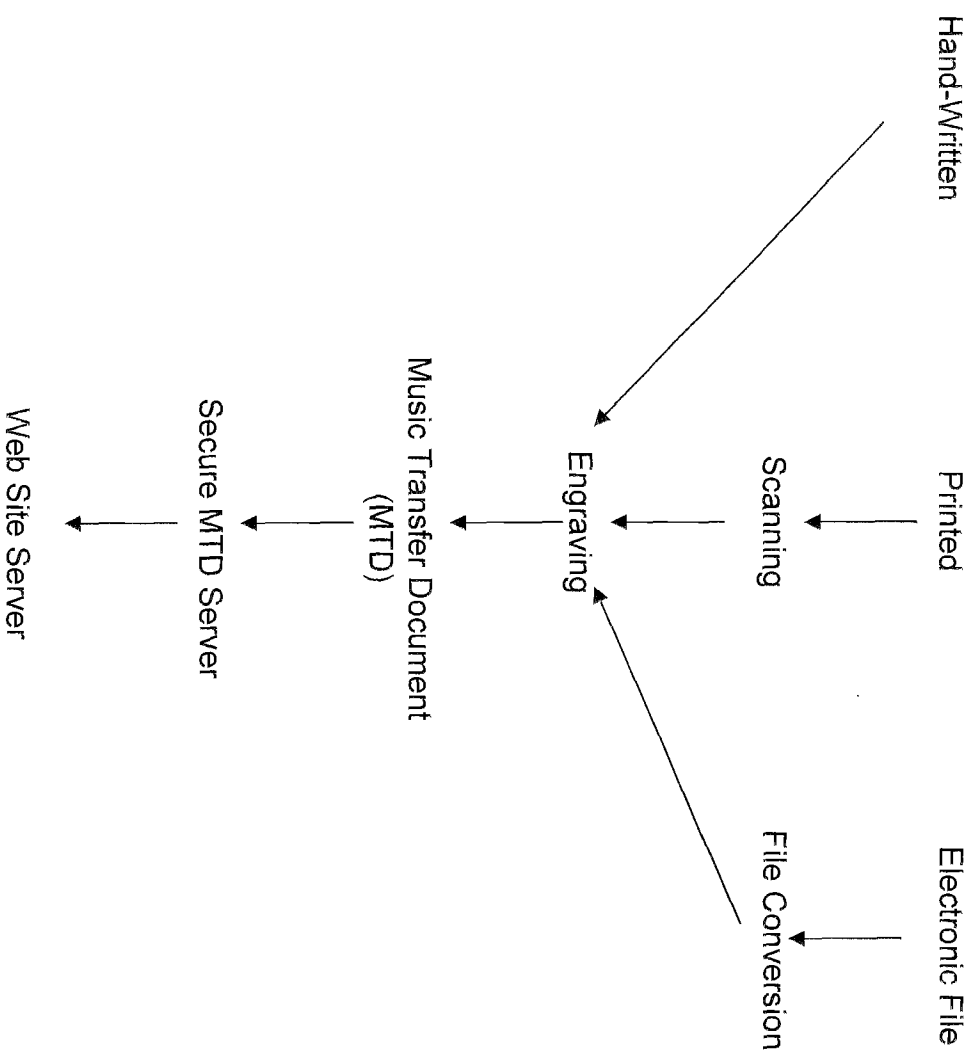 Hand-Written
Printed
Electronic File
Scanning
File Conversion
Engraving
Music Transfer Document
(MTD)
Secure MTD Server
Web Site Server